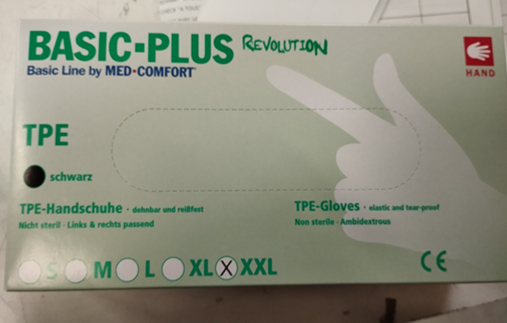 BASIC-PLUS REVOLUTION
Basic Line by MED•COMFORT
HAND
TPE
schwarz
TPE-Handschuhe · dehnbar und reißfest
Nicht steril · Links & rechts passend
TPE-Gloves · elastic and tear-proof
Non sterile · Ambidextrous
S M L XL X XXL
CE